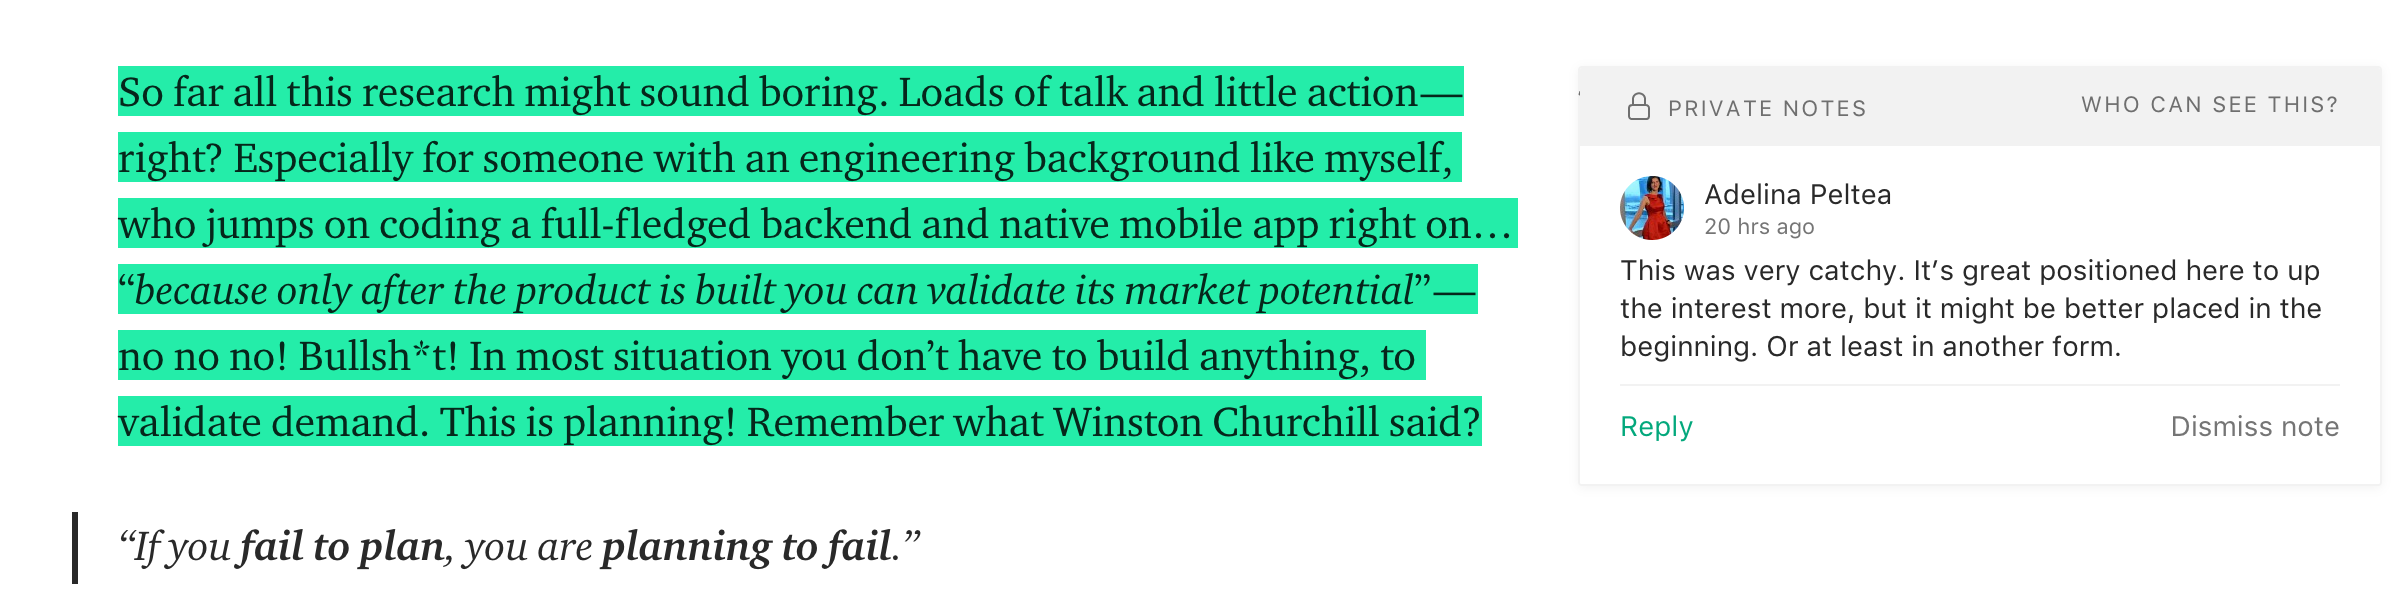 So far all this research might sound boring. Loads of talk and little action—
right? Especially for someone with an engineering background like myself,
who jumps on coding a full-fledged backend and native mobile app right on…
“because only after the product is built you can validate its market potential”—
no no no! Bullsh*t! In most situation you don’t have to build anything, to
validate demand. This is planning! Remember what Winston Churchill said?
“If you fail to plan, you are planning to fail.”
PRIVATE NOTES
WHO CAN SEE THIS?
Adelina Peltea
20 hrs ago
This was very catchy. It’s great positioned here to up
the interest more, but it might be better placed in the
beginning. Or at least in another form.
Reply
Dismiss note